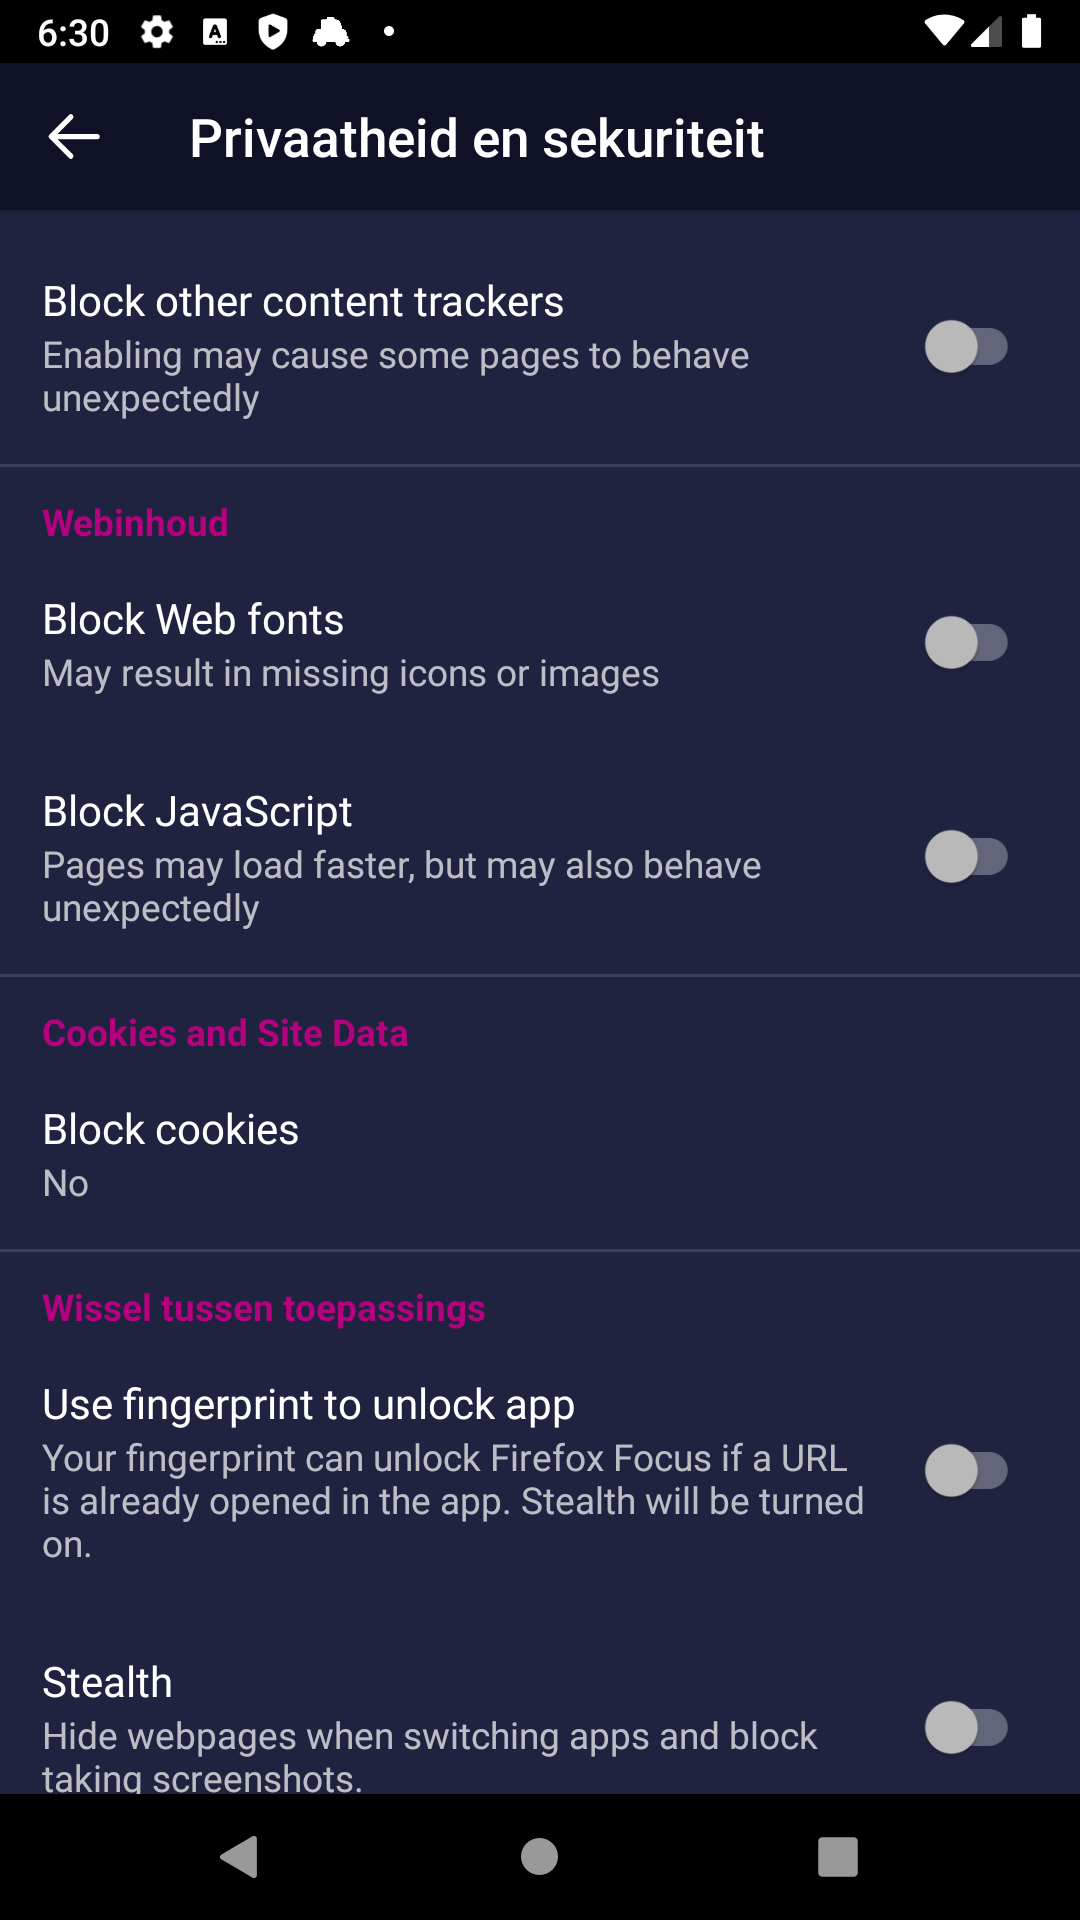 6:30
Privaatheid en sekuriteit
Block other content trackers
Enabling may cause some pages to behave
unexpectedly
Webinhoud
Block Web fonts
May result in missing icons or images
Block JavaScript
Pages may load faster, but may also behave
unexpectedly
Cookies and Site Data
Block cookies
No
Wissel tussen toepassings
Use fingerprint to unlock app
Your fingerprint can unlock Firefox Focus if a URL
is already opened in the app. Stealth will be turned
on.
Stealth
Hide webpages when switching apps and block
taking screenshots.